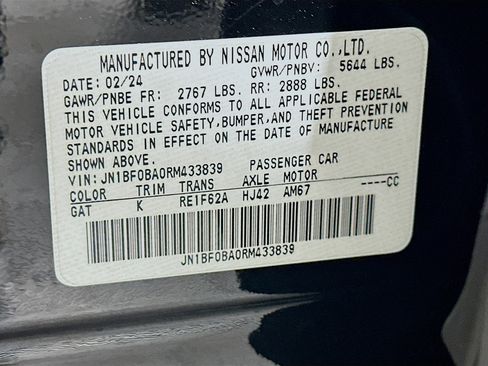 MANUFACTURED BY NISSAN MOTOR CO.,LTD.
DATE: 02/24 GVWR/PNBV: 5644 LBS.
GAWR/PNBE FR: 2767 LBS. RR: 2888 LBS.
THIS VEHICLE CONFORMS TO ALL APPLICABLE FEDERAL
MOTOR VEHICLE SAFETY,BUMPER,AND THEFT PREVENTION
STANDARDS IN EFFECT ON THE DATE OF MANUFACTURE
SHOWN ABOVE.
VIN: JN1BF0BA0RM433839 PASSENGER CAR
COLOR TRIM TRANS AXLE MOTOR
GAT K RE1F62A HJ42 AM67 ----CC
JN1BF0BA0RM433839